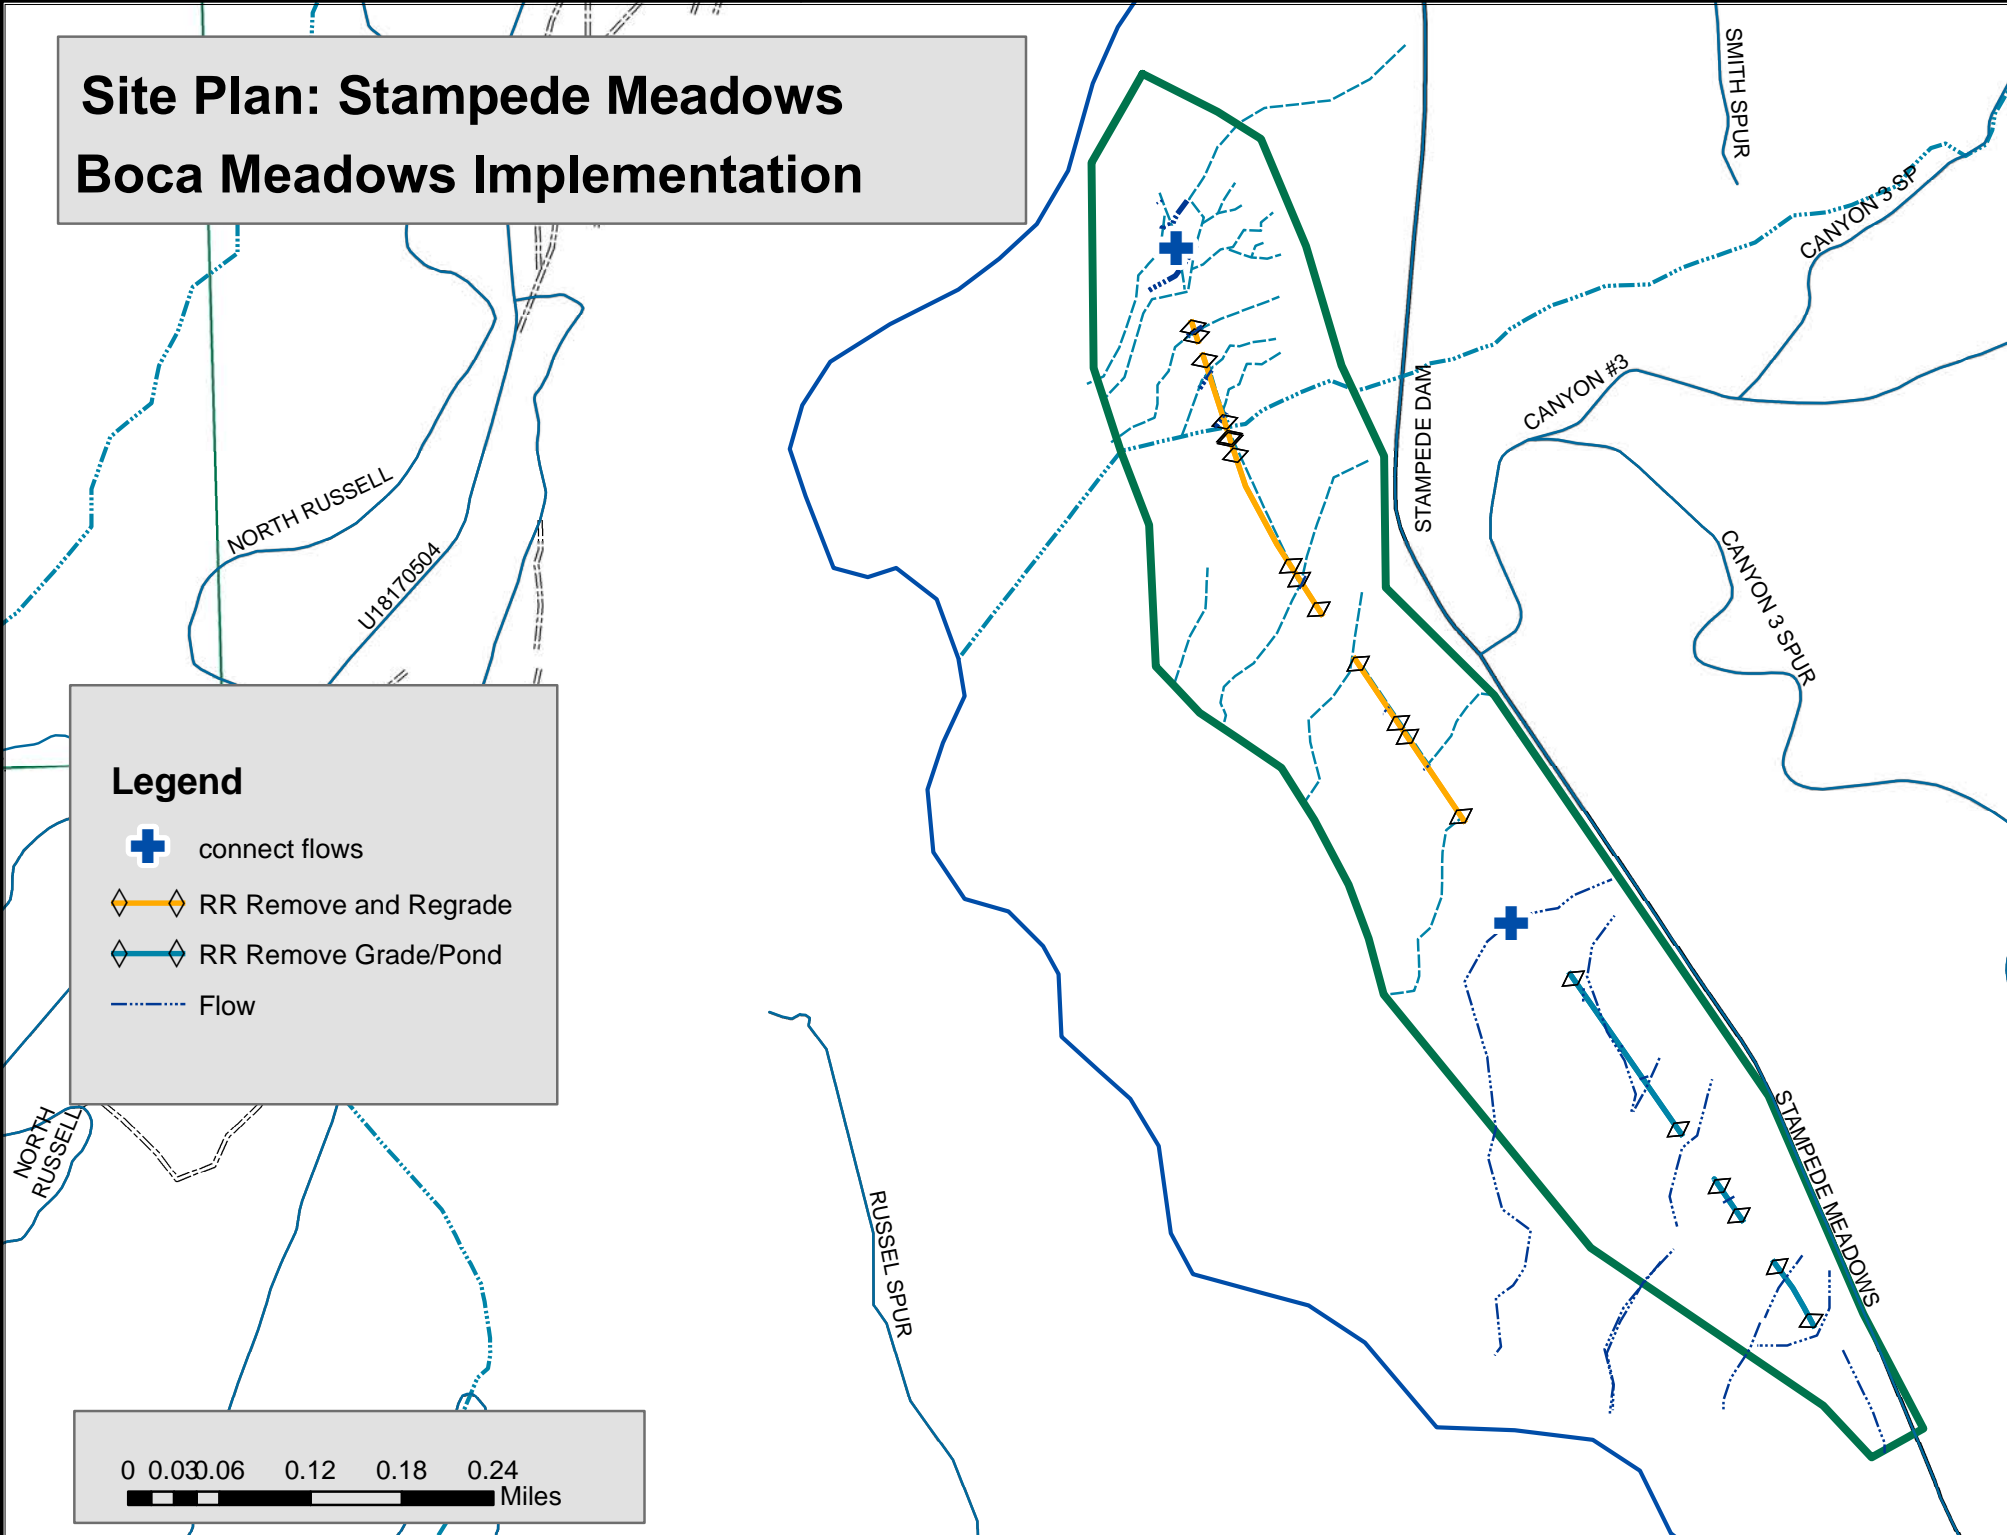 Site Plan: Stampede Meadows
Boca Meadows Implementation
SMITH SPUR
CANYON 3 SP
CANYON #3
STAMPEDE DAM
CANYON 3 SPUR
NORTH RUSSELL
U18170504
Legend
connect flows
RR Remove and Regrade
RR Remove Grade/Pond
Flow
NORTH
RUSSELL
RUSSEL SPUR
STAMPEDE MEADOWS
0 0.03 0.06 0.12 0.18 0.24
Miles